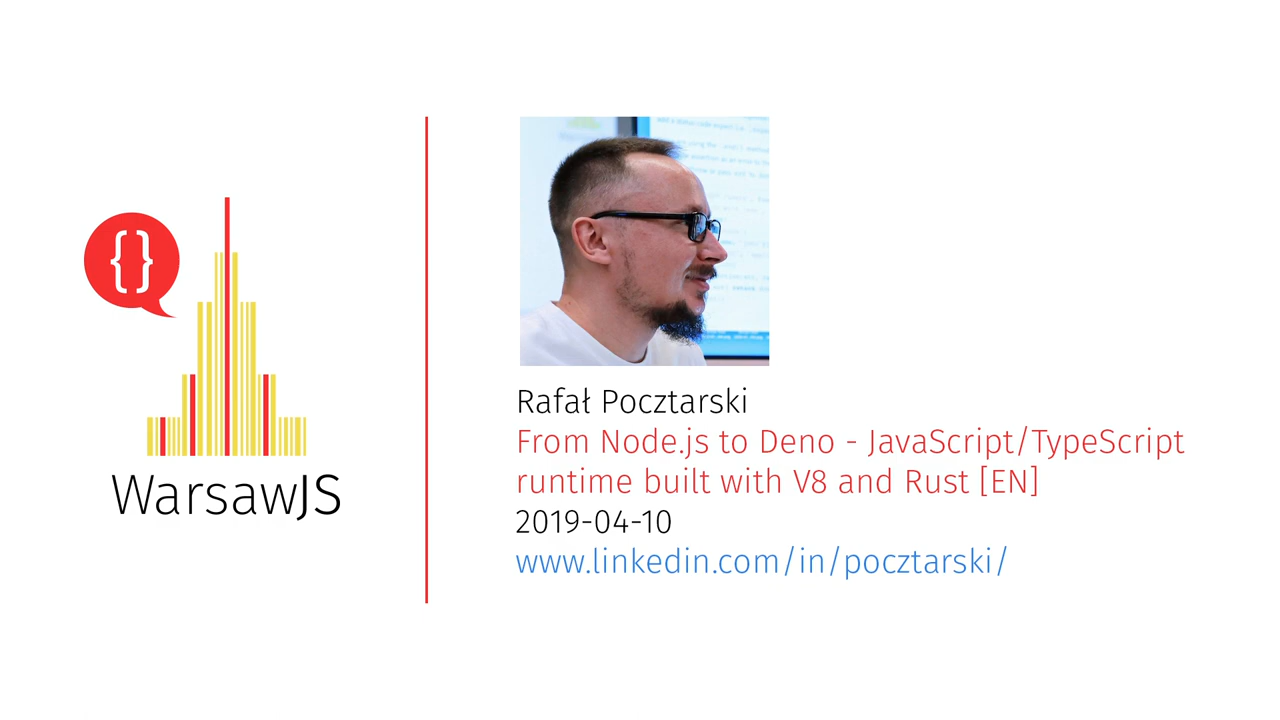 {}
WarsawJS
Rafał Pocztarski
From Node.js to Deno - JavaScript/TypeScript
runtime built with V8 and Rust [EN]
2019-04-10
www.linkedin.com/in/pocztarski/